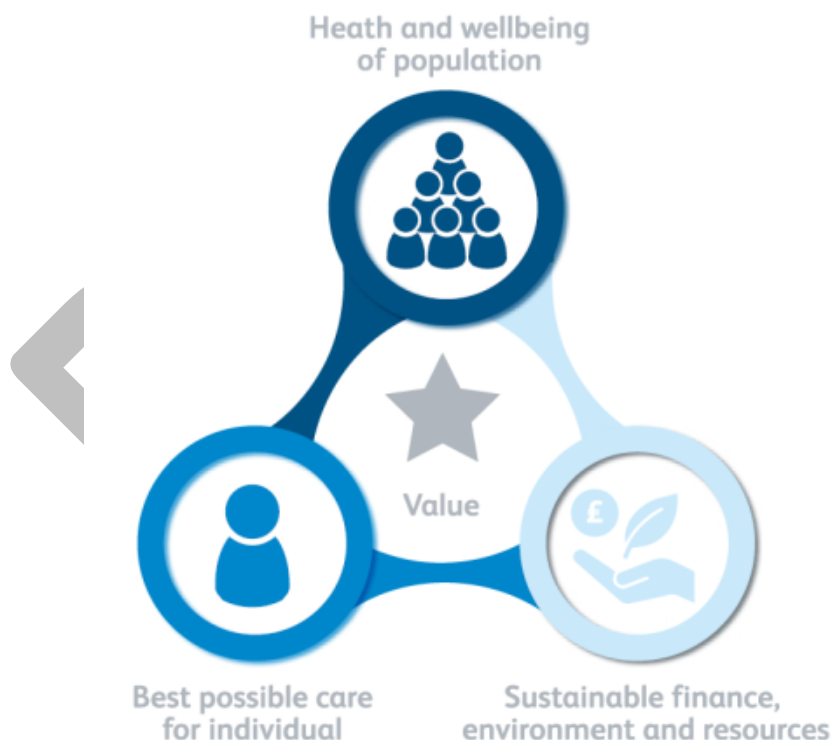 Heath and wellbeing
of population
£
Value
Best possible care
for individual
Sustainable finance,
environment and resources